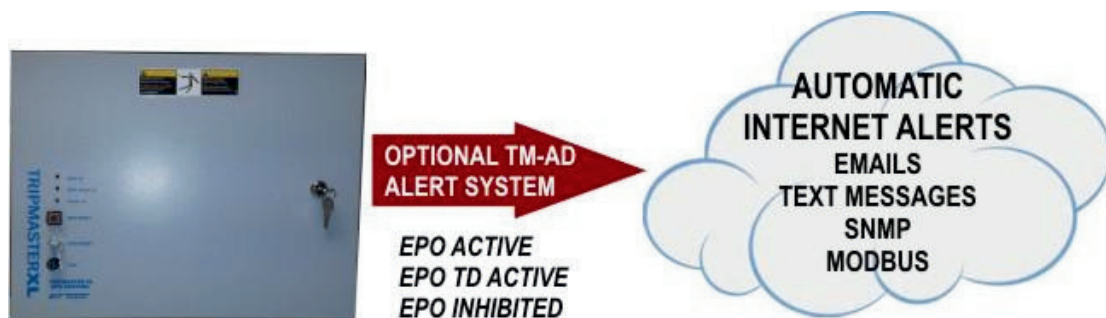 TRIPMASTERXL
OPTIONAL TM-AD
ALERT SYSTEM
EPO ACTIVE
EPO TD ACTIVE
EPO INHIBITED
AUTOMATIC
INTERNET ALERTS
EMAILS
TEXT MESSAGES
SNMP
MODBUS